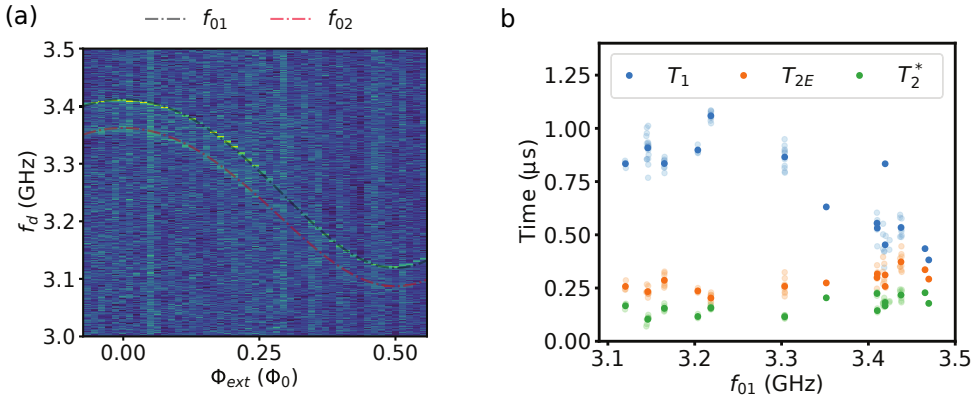 (a)
f01 f02
3.5
3.4
3.3
3.2
3.1
3.0
fd (GHz)
0.00 0.25 0.50
Φext (Φ0)
b
T1 T2E T2*
1.25
1.00
0.75
0.50
0.25
0.00
Time (μs)
3.1 3.2 3.3 3.4 3.5
f01 (GHz)